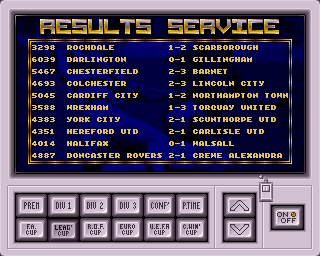 RESULTS SERVICE
3298 ROCHDALE 1-2 SCARBOROUGH
6039 DARLINGTON 0-1 GILLINGHAM
5467 CHESTERFIELD 2-3 BARNET
4693 COLCHESTER 2-3 LINCOLN CITY
5045 CARDIFF CITY 1-2 NORTHAMPTON TOWN
3588 WREXHAM 1-3 TORQUAY UNITED
4383 YORK CITY 2-1 SCUNTHORPE UTD
4351 HEREFORD UTD 2-1 CARLISLE UTD
4014 HALIFAX 0-1 WALSALL
4887 DONCASTER ROVERS 2-1 CREWE ALEXANDRA
PREM DIV 1 DIV 2 DIV 3 CONF' P.TIME
F.A. CUP LEAG' CUP R.O.F. CUP EURO CUP U.E.F.A CUP C.WIN' CUP
ON OFF